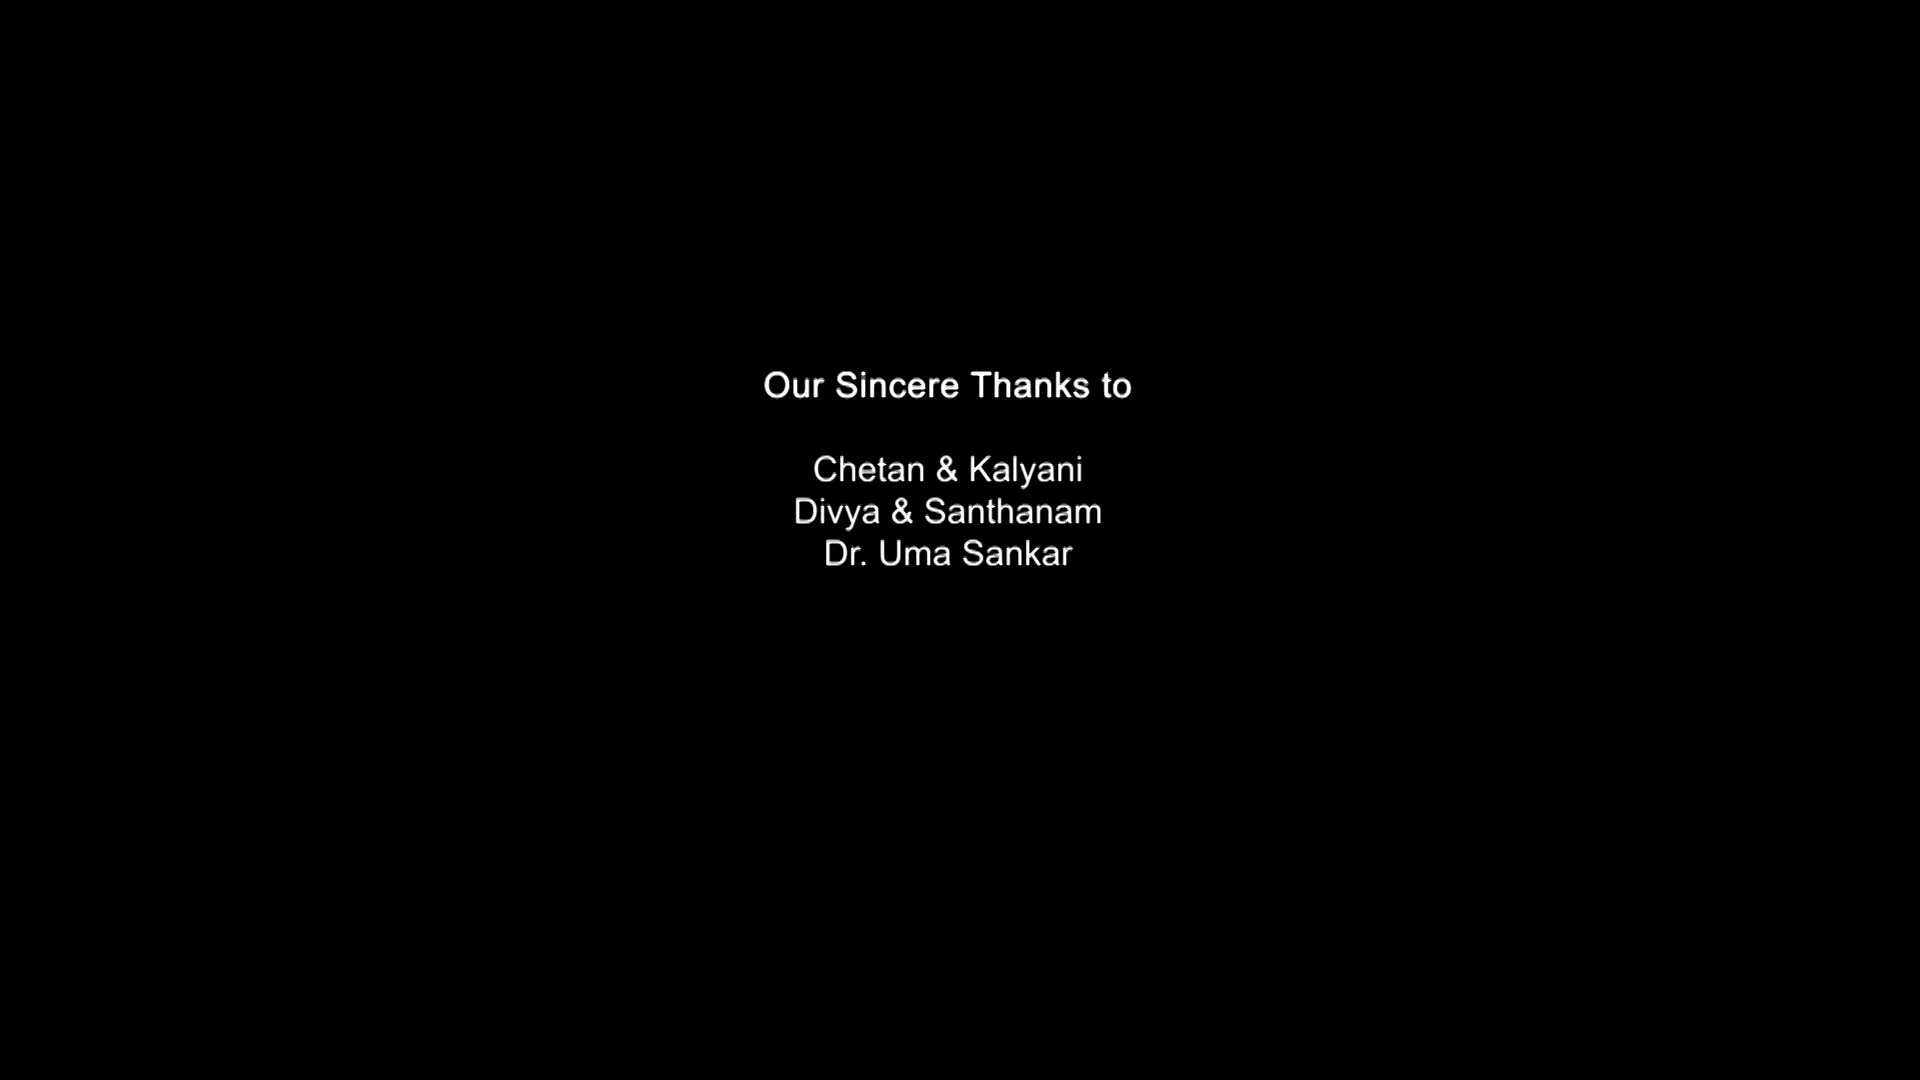 Our Sincere Thanks to
Chetan & Kalyani
Divya & Santhanam
Dr. Uma Sankar